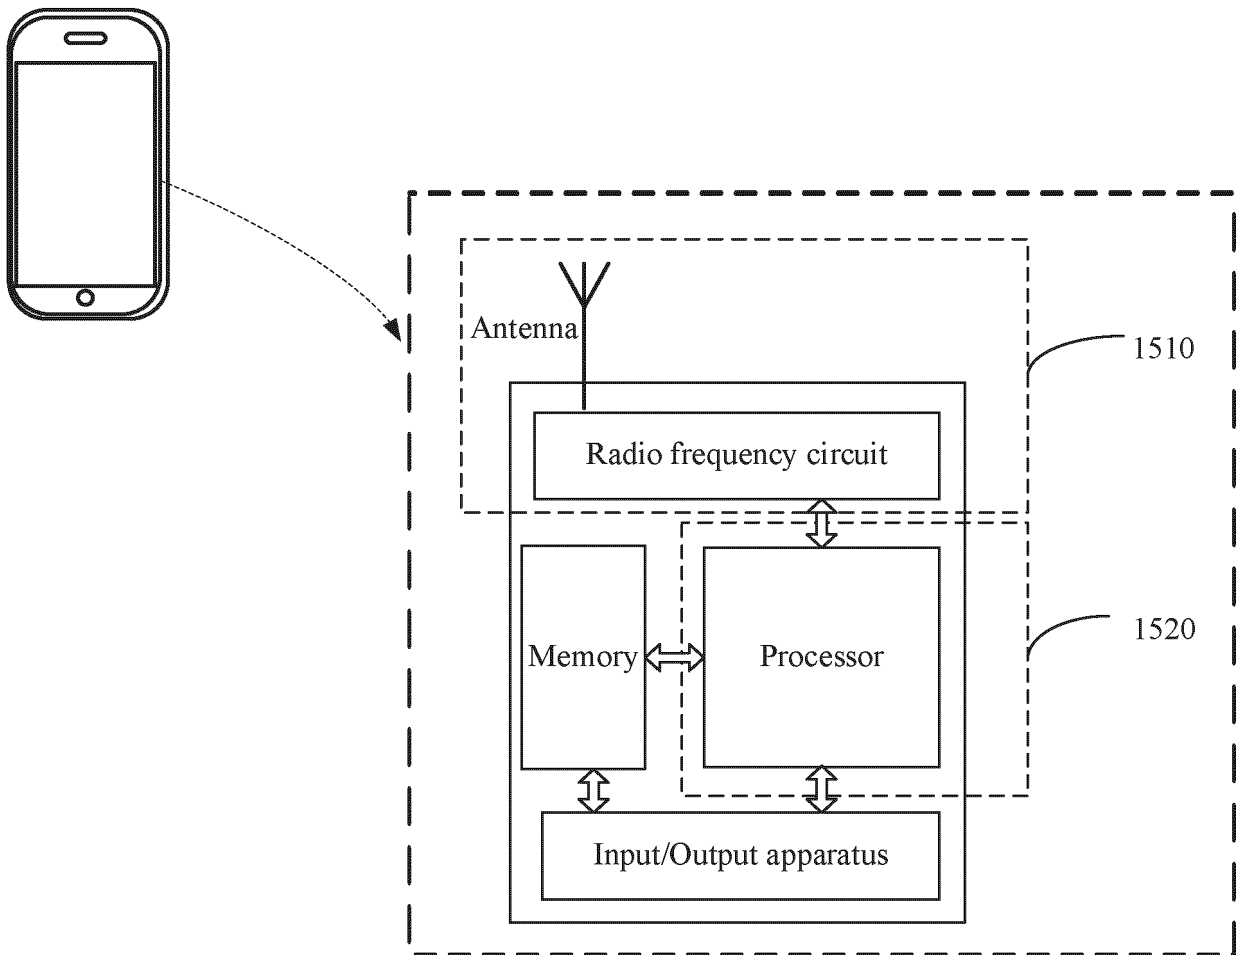 Antenna
1510
Radio frequency circuit
Memory
Processor
1520
Input/Output apparatus